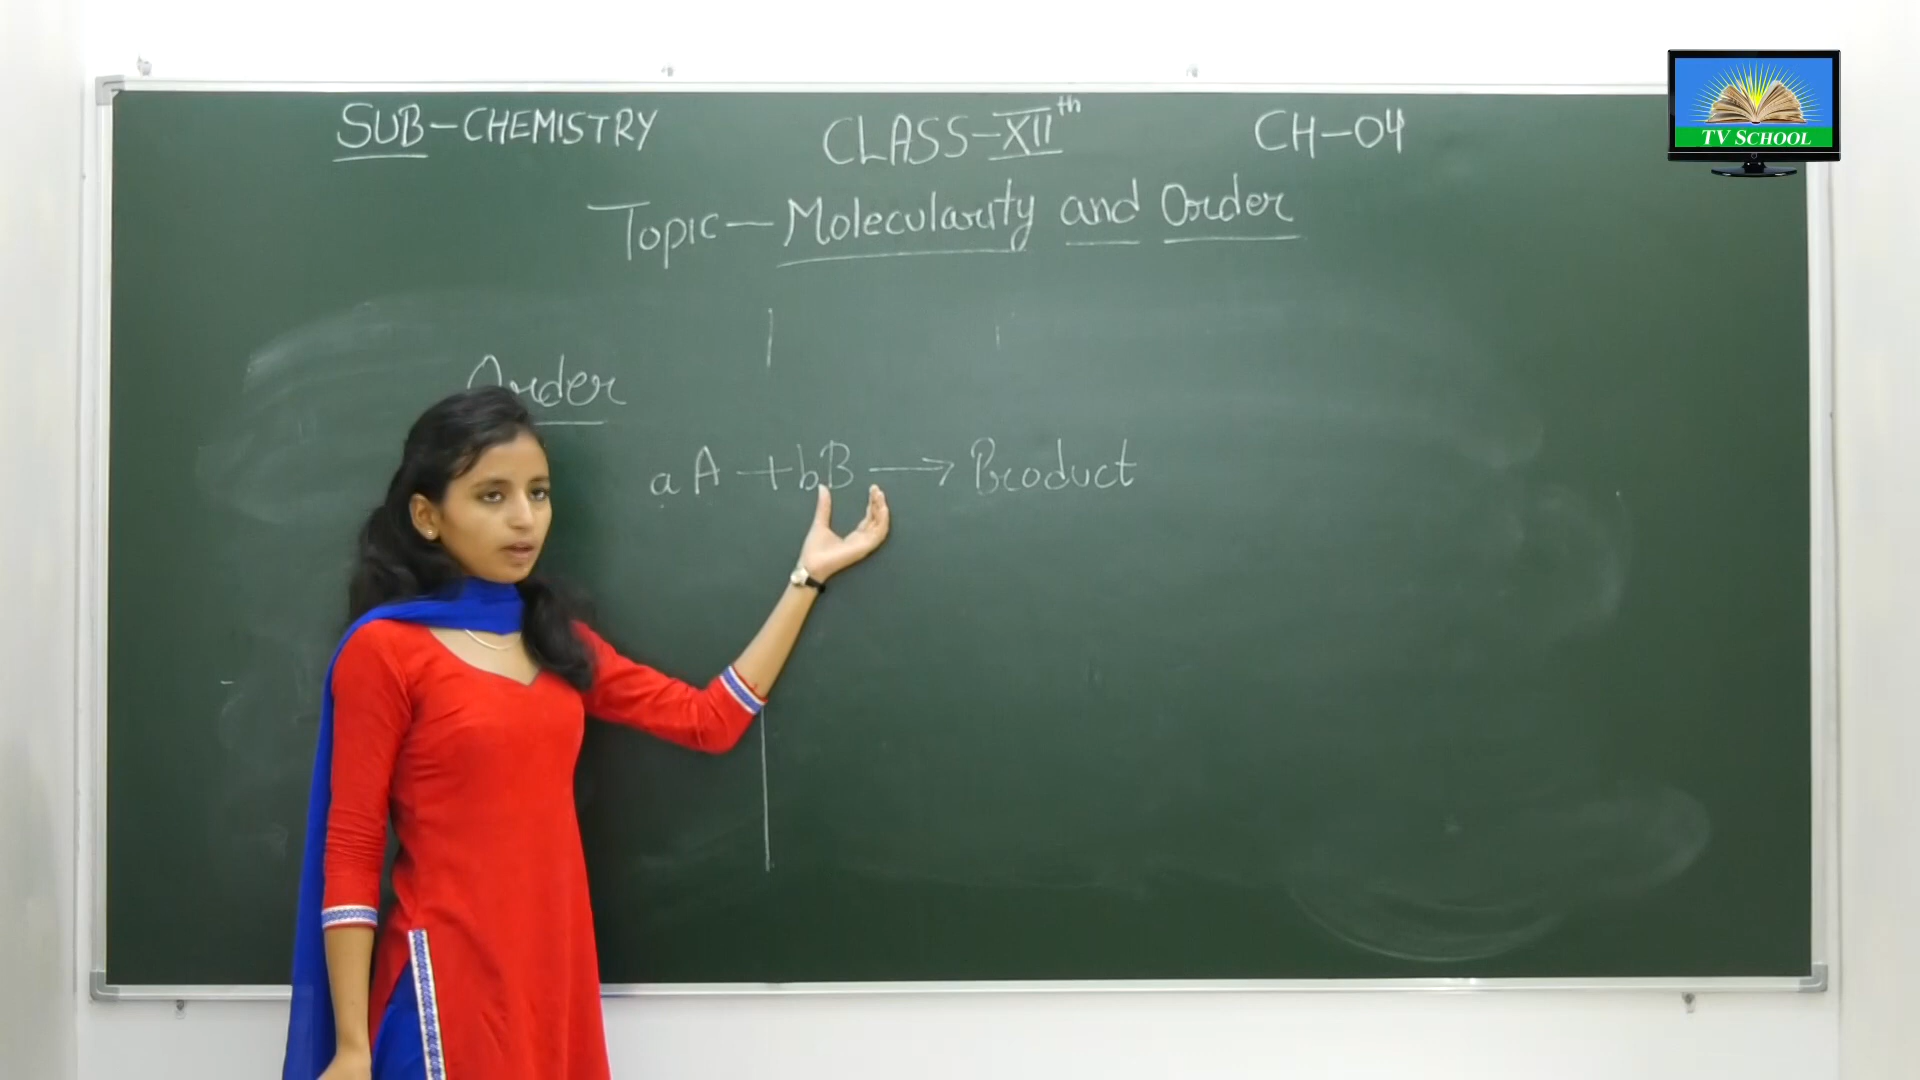 SUB-CHEMISTRY CLASS-XIIth CH-04
TV SCHOOL
Topic-Molecularity and Order
Order
aA + bB → Product